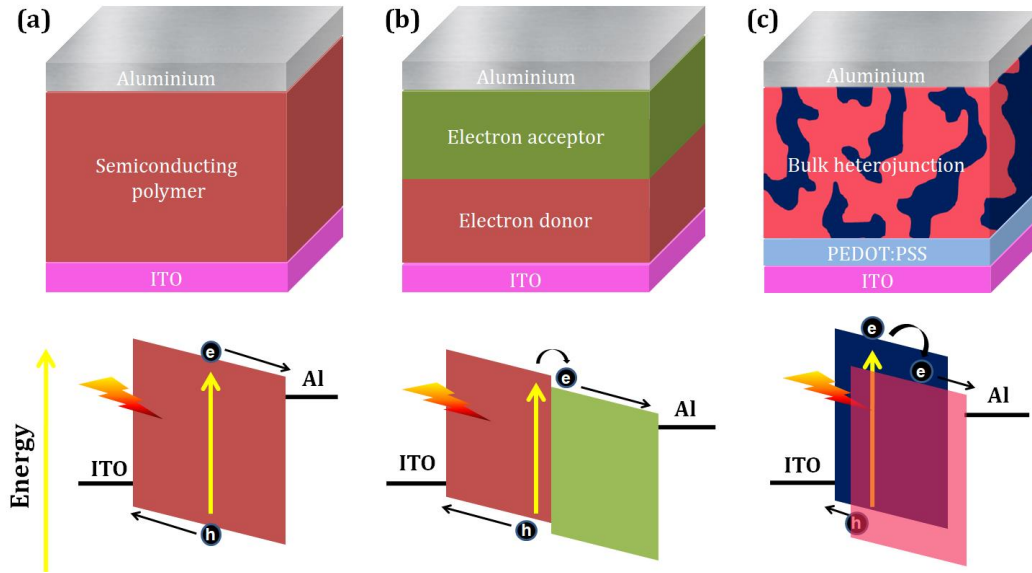 (a)
(b)
(c)
Aluminium
Semiconducting
polymer
ITO
Aluminium
Electron acceptor
Electron donor
ITO
Aluminium
Bulk heterojunction
PEDOT:PSS
ITO
Energy
ITO
e
h
Al
ITO
e
h
Al
ITO
e
e
h
Al